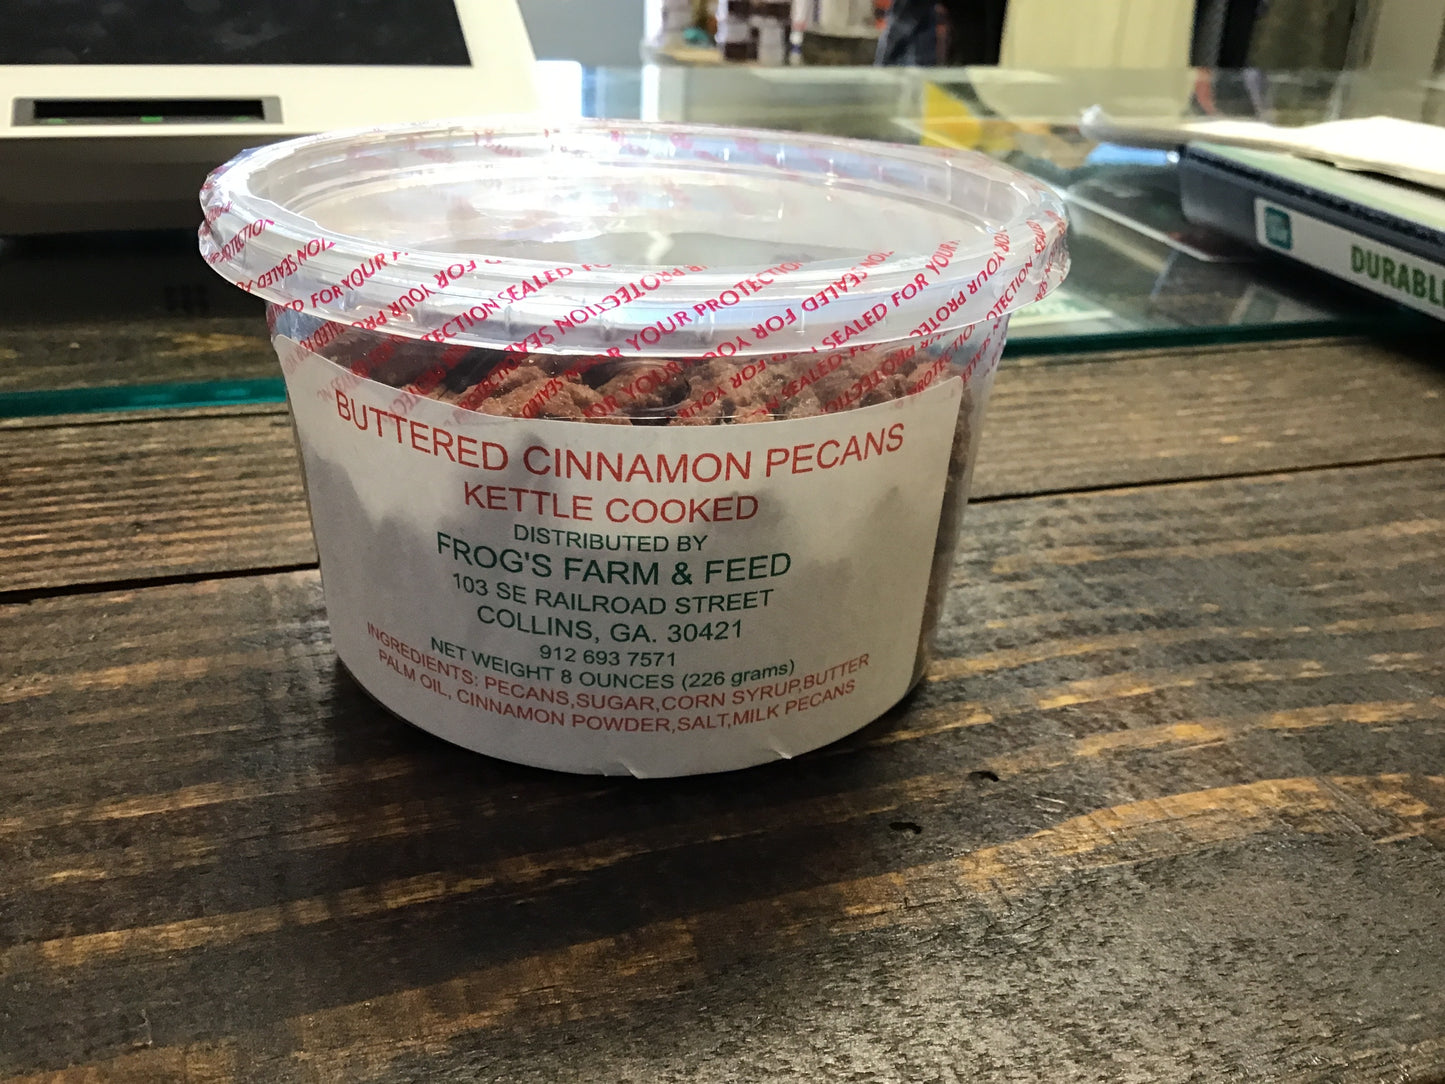 SEALED FOR YOUR PROTECTION
BUTTERED CINNAMON PECANS
KETTLE COOKED
DISTRIBUTED BY
FROG'S FARM & FEED
103 SE RAILROAD STREET
COLLINS, GA. 30421
912 693 7571
NET WEIGHT 8 OUNCES (226 grams)
INGREDIENTS: PECANS,SUGAR,CORN SYRUP,BUTTER
PALM OIL, CINNAMON POWDER,SALT,MILK PECANS
DURABL